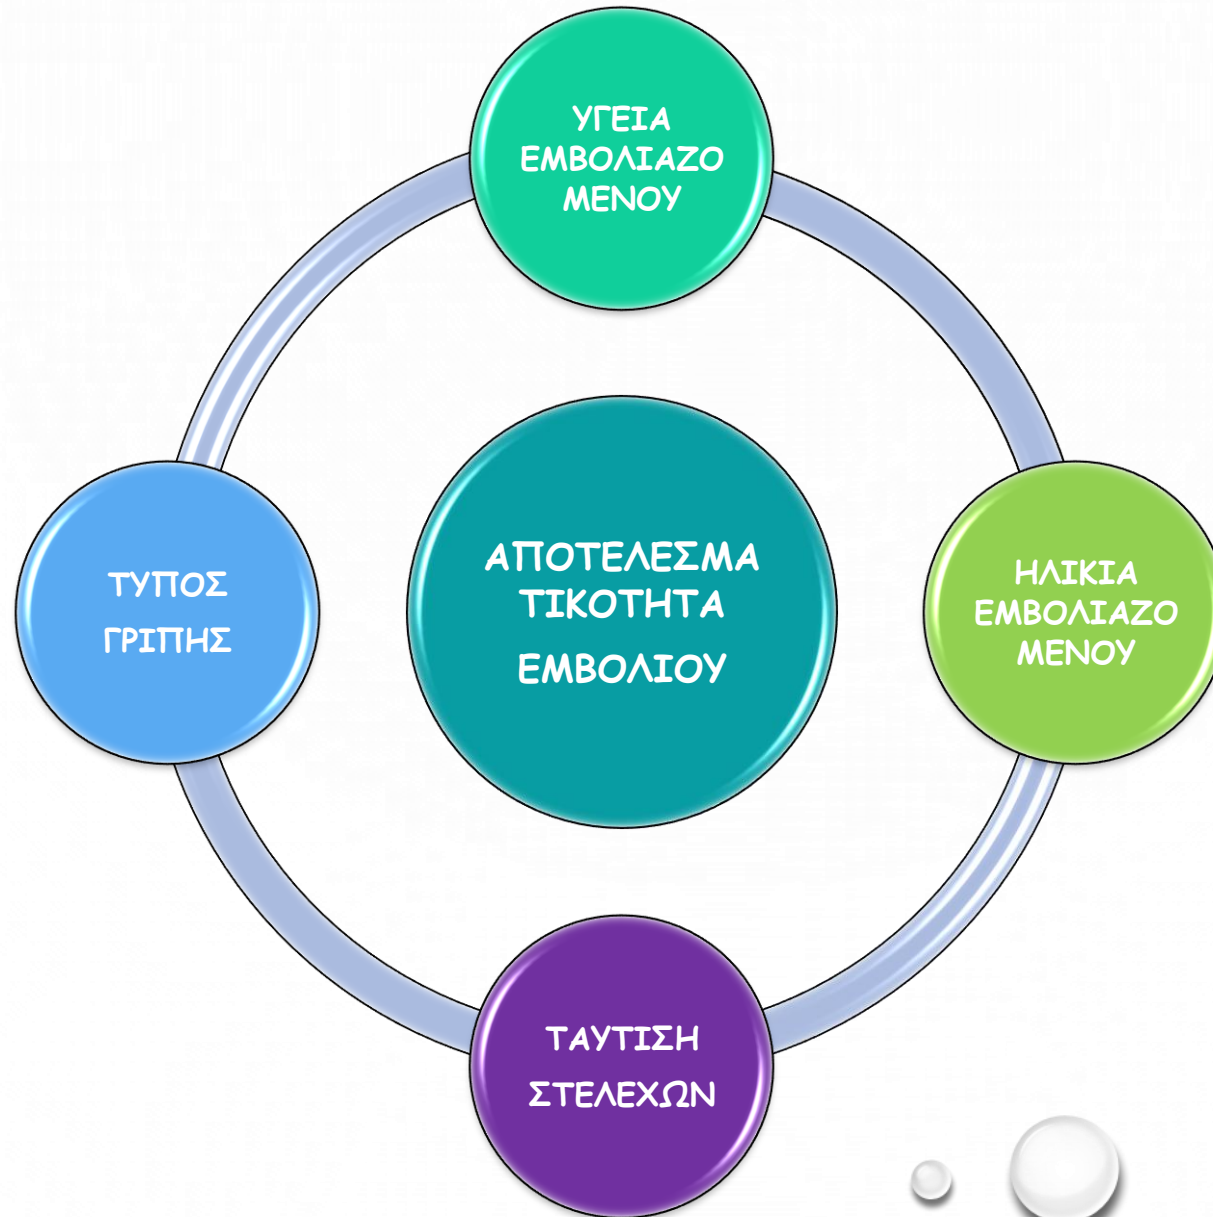 ΥΓΕΙΑ
ΕΜΒΟΛΙΑΖΟ
ΜΕΝΟΥ
ΤΥΠΟΣ
ΓΡΙΠΗΣ
ΑΠΟΤΕΛΕΣΜΑ
ΤΙΚΟΤΗΤΑ
ΕΜΒΟΛΙΟΥ
ΗΛΙΚΙΑ
ΕΜΒΟΛΙΑΖΟ
ΜΕΝΟΥ
ΤΑΥΤΙΣΗ
ΣΤΕΛΕΧΩΝ